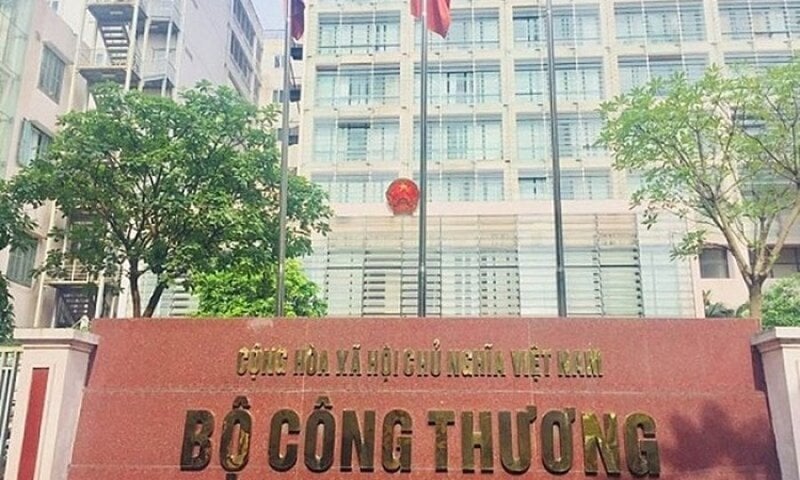 CỘNG HÒA XÃ HỘI CHỦ NGHĨA VIỆT NAM
BỘ CÔNG THƯƠNG